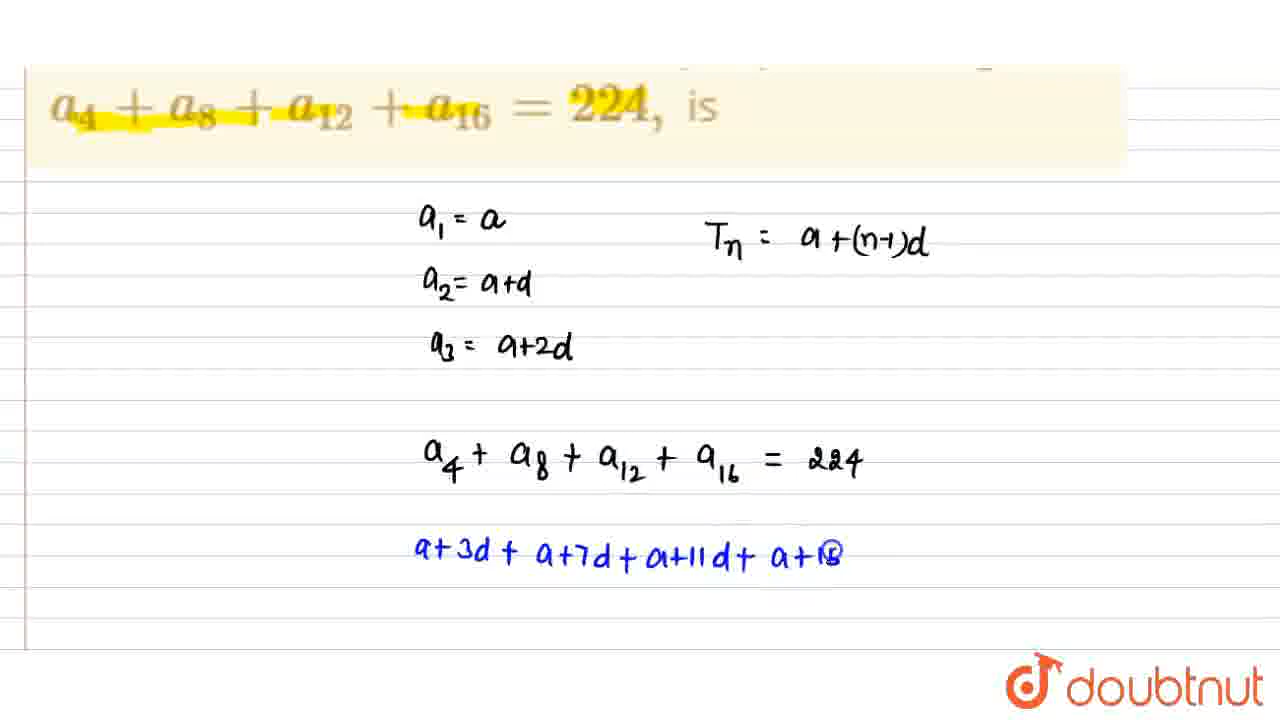 a₄ + a₈ + a₁₂ + a₁₆ = 224, is
a₁ = a
Tₙ = a+(n-1)d
a₂ = a+d
a₃ = a+2d
a₄ + a₈ + a₁₂ + a₁₆ = 224
a+3d + a+7d + a+11d + a+15
doubtnut